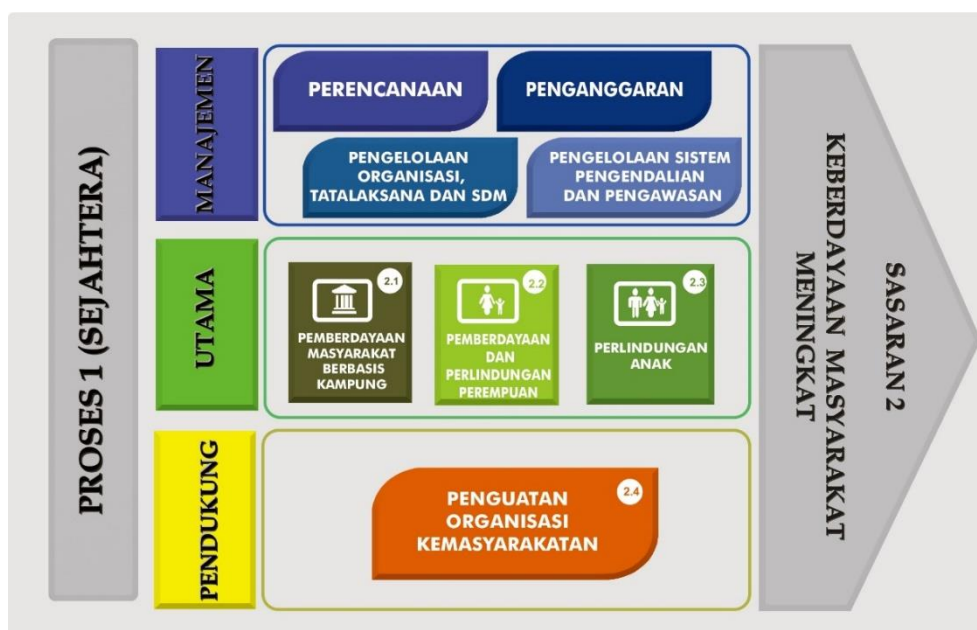 PROSES 1 (SEJAHTERA)
MANAJEMEN
PERENCANAAN
PENGANGGARAN
PENGELOLAAN
ORGANISASI,
TATALAKSANA DAN SDM
PENGELOLAAN SISTEM
PENGENDALIAN
DAN PENGAWASAN
UTAMA
2.1
PEMBERDAYAAN
MASYARAKAT
BERBASIS
KAMPUNG
2.2
PEMBERDAYAAN
DAN
PERLINDUNGAN
PEREMPUAN
2.3
PERLINDUNGAN
ANAK
PENDUKUNG
2.4
PENGUATAN
ORGANISASI
KEMASYARAKATAN
SASARAN 2
KEBERDAYAAN MASYARAKAT
MENINGKAT